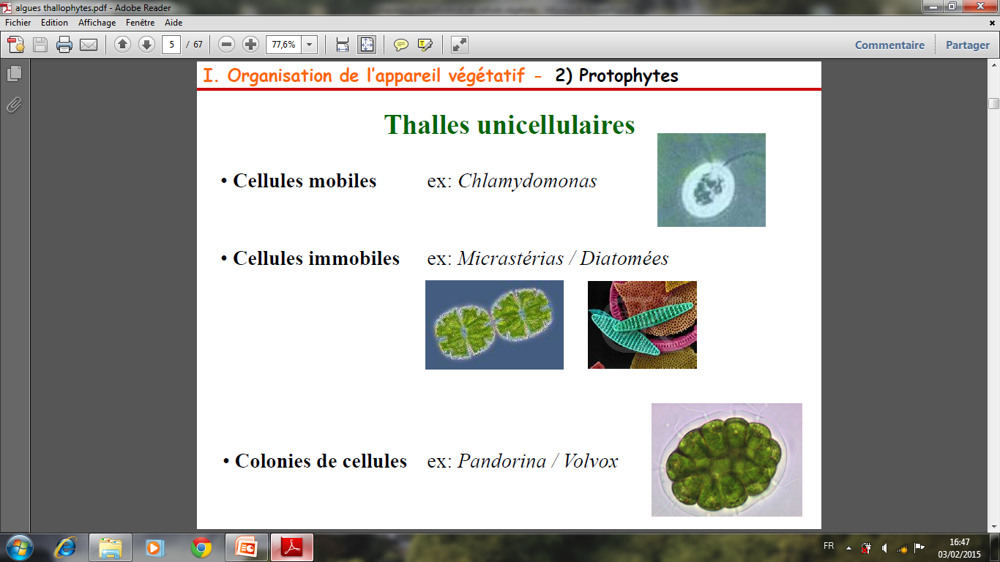 algues thallophytes.pdf - Adobe Reader
Fichier Edition Affichage Fenêtre Aide
5 / 67 77,6% Commentaire Partager
I. Organisation de l'appareil végétatif - 2) Protophytes
Thalles unicellulaires
• Cellules mobiles ex: Chlamydomonas
• Cellules immobiles ex: Micrastérias / Diatomées
• Colonies de cellules ex: Pandorina / Volvox
FR 16:47
03/02/2015